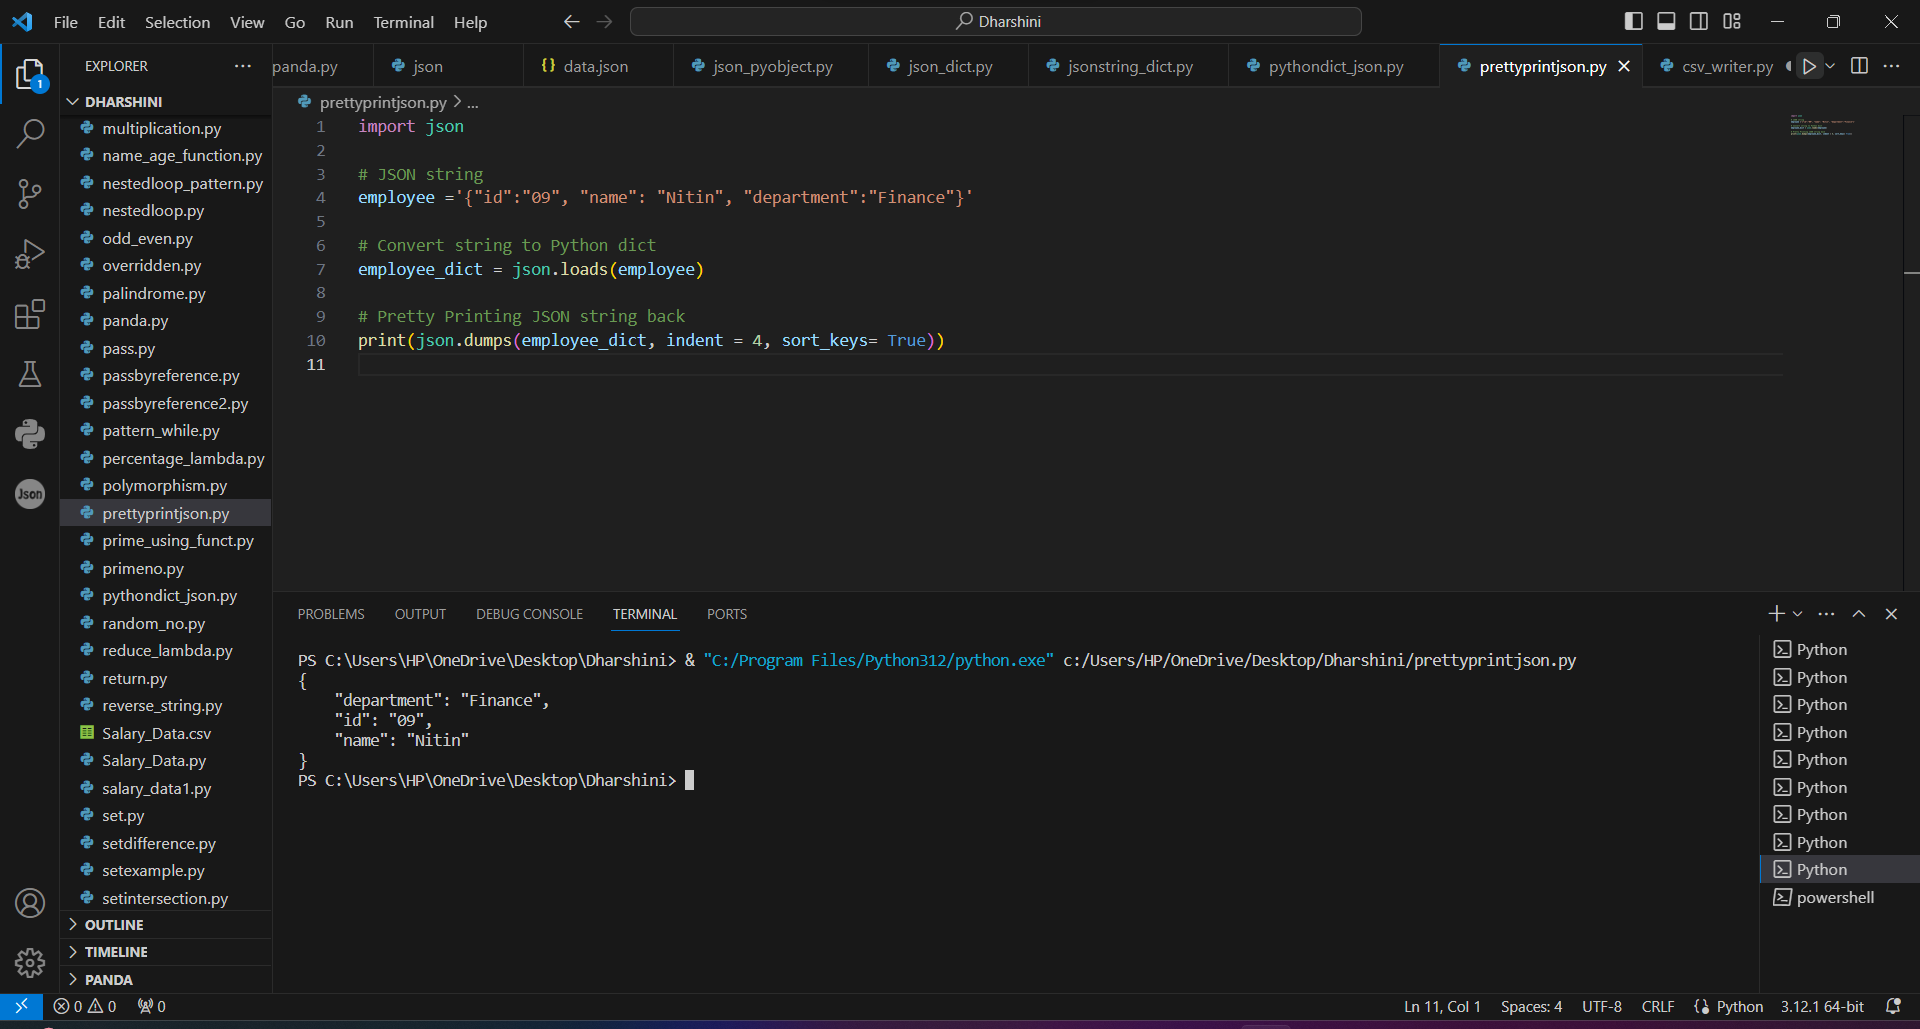 File Edit Selection View Go Run Terminal Help
Dharshini
EXPLORER
panda.py json data.json json_pyobject.py json_dict.py jsonstring_dict.py pythondict_json.py prettyprintjson.py csv_writer.py
1
DHARSHINI
multiplication.py
name_age_function.py
nestedloop_pattern.py
nestedloop.py
odd_even.py
overridden.py
palindrome.py
panda.py
pass.py
passbyreference.py
passbyreference2.py
pattern_while.py
percentage_lambda.py
polymorphism.py
prettyprintjson.py
prime_using_funct.py
primeno.py
pythondict_json.py
random_no.py
reduce_lambda.py
return.py
reverse_string.py
Salary_Data.csv
Salary_Data.py
salary_data1.py
set.py
setdifference.py
setexample.py
setintersection.py
OUTLINE
TIMELINE
PANDA
Json
prettyprintjson.py > ...
1 import json
2
3 # JSON string
4 employee ='{"id":"09", "name": "Nitin", "department":"Finance"}'
5
6 # Convert string to Python dict
7 employee_dict = json.loads(employee)
8
9 # Pretty Printing JSON string back
10 print(json.dumps(employee_dict, indent = 4, sort_keys= True))
11
PROBLEMS OUTPUT DEBUG CONSOLE TERMINAL PORTS
PS C:\Users\HP\OneDrive\Desktop\Dharshini> & "C:/Program Files/Python312/python.exe" c:/Users/HP/OneDrive/Desktop/Dharshini/prettyprintjson.py
{
    "department": "Finance",
    "id": "09",
    "name": "Nitin"
}
PS C:\Users\HP\OneDrive\Desktop\Dharshini>
Python
Python
Python
Python
Python
Python
Python
Python
Python
powershell
0 0 0
Ln 11, Col 1 Spaces: 4 UTF-8 CRLF Python 3.12.1 64-bit